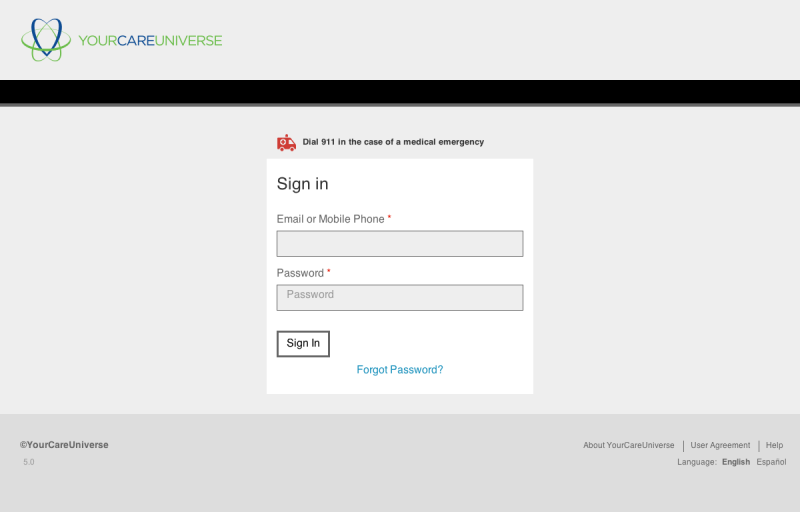 YOURCAREUNIVERSE
Dial 911 in the case of a medical emergency
Sign in
Email or Mobile Phone *
Password *
Password
Sign In
Forgot Password?
©YourCareUniverse
About YourCareUniverse | User Agreement | Help
5.0
Language: English Español